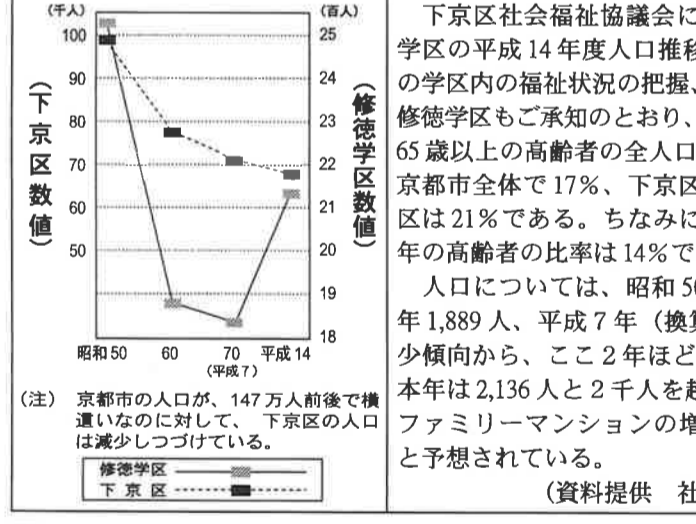 (千人)
(百人)
100
90
80
70
60
50
25
24
23
22
21
20
19
18
(下京区数値)
(修徳学区数値)
昭和50 60 70 平成14
(平成7)
(注) 京都市の人口が、147万人前後で横
這いなのに対して、 下京区の人口
は減少しつづけている。
修徳学区
下京区
下京区社会福祉協議会に
学区の平成14年度人口推移
の学区内の福祉状況の把握、
修徳学区もご承知のとおり、
65歳以上の高齢者の全人口
京都市全体で17%、下京区
区は21%である。ちなみに
年の高齢者の比率は14%で
人口については、昭和50
年1,889人、平成7年(換算
少傾向から、ここ2年ほど
本年は2,136人と2千人を超
ファミリーマンションの増
と予想されている。
(資料提供 社